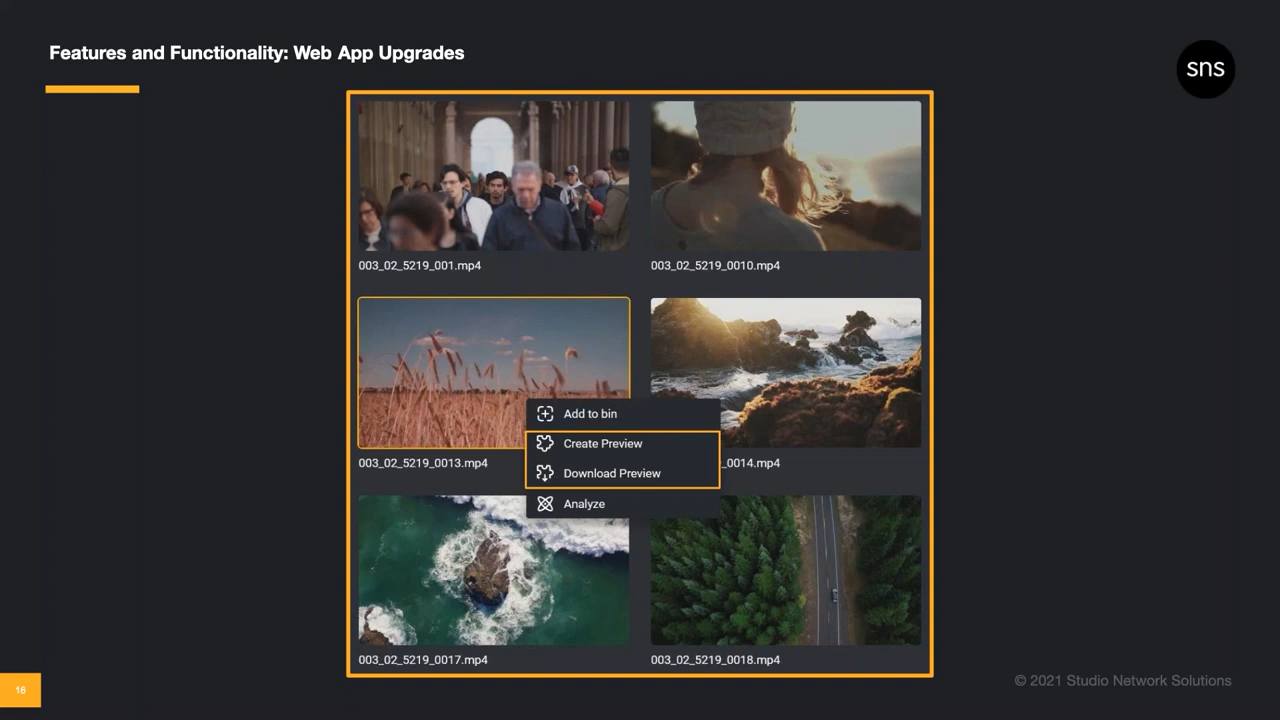 Features and Functionality: Web App Upgrades
sns
003_02_5219_001.mp4
003_02_5219_0010.mp4
Add to bin
Create Preview
003_02_5219_0013.mp4
_0014.mp4
Download Preview
Analyze
003_02_5219_0017.mp4
003_02_5219_0018.mp4
16
© 2021 Studio Network Solutions